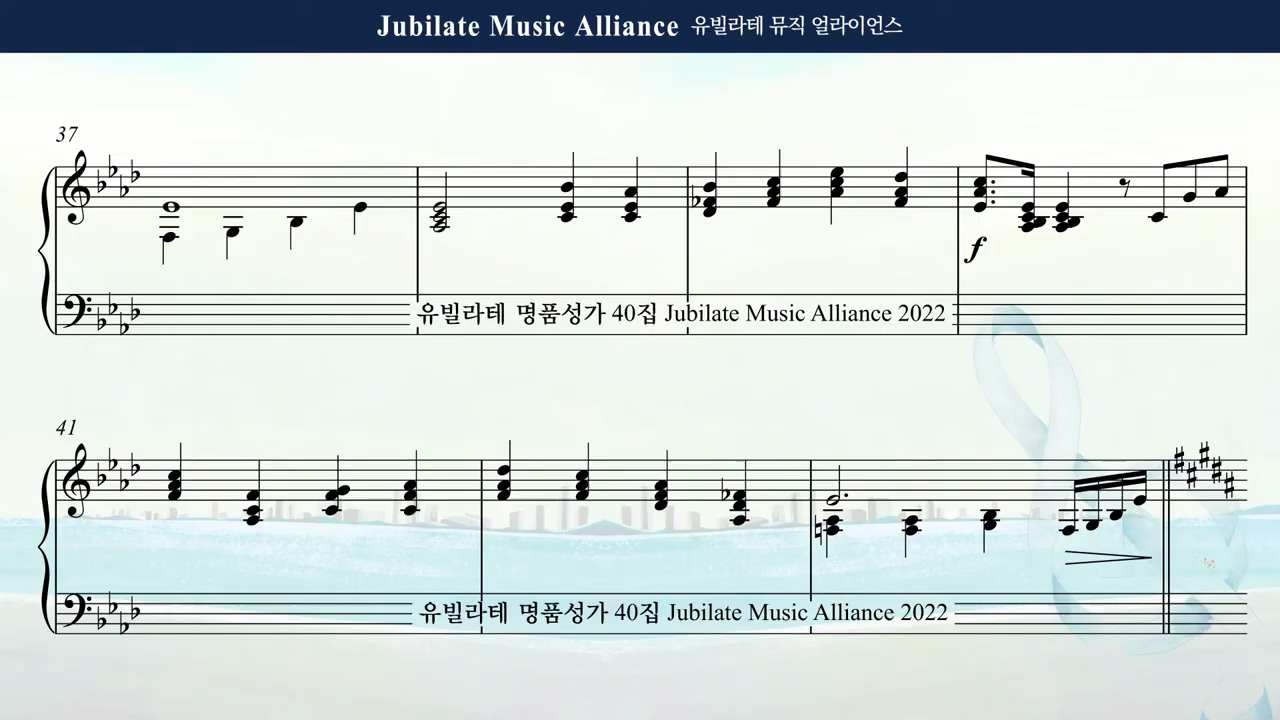 Jubilate Music Alliance 유빌라테 뮤직 얼라이언스
37
f
유빌라테 명품성가 40집 Jubilate Music Alliance 2022
41
유빌라테 명품성가 40집 Jubilate Music Alliance 2022